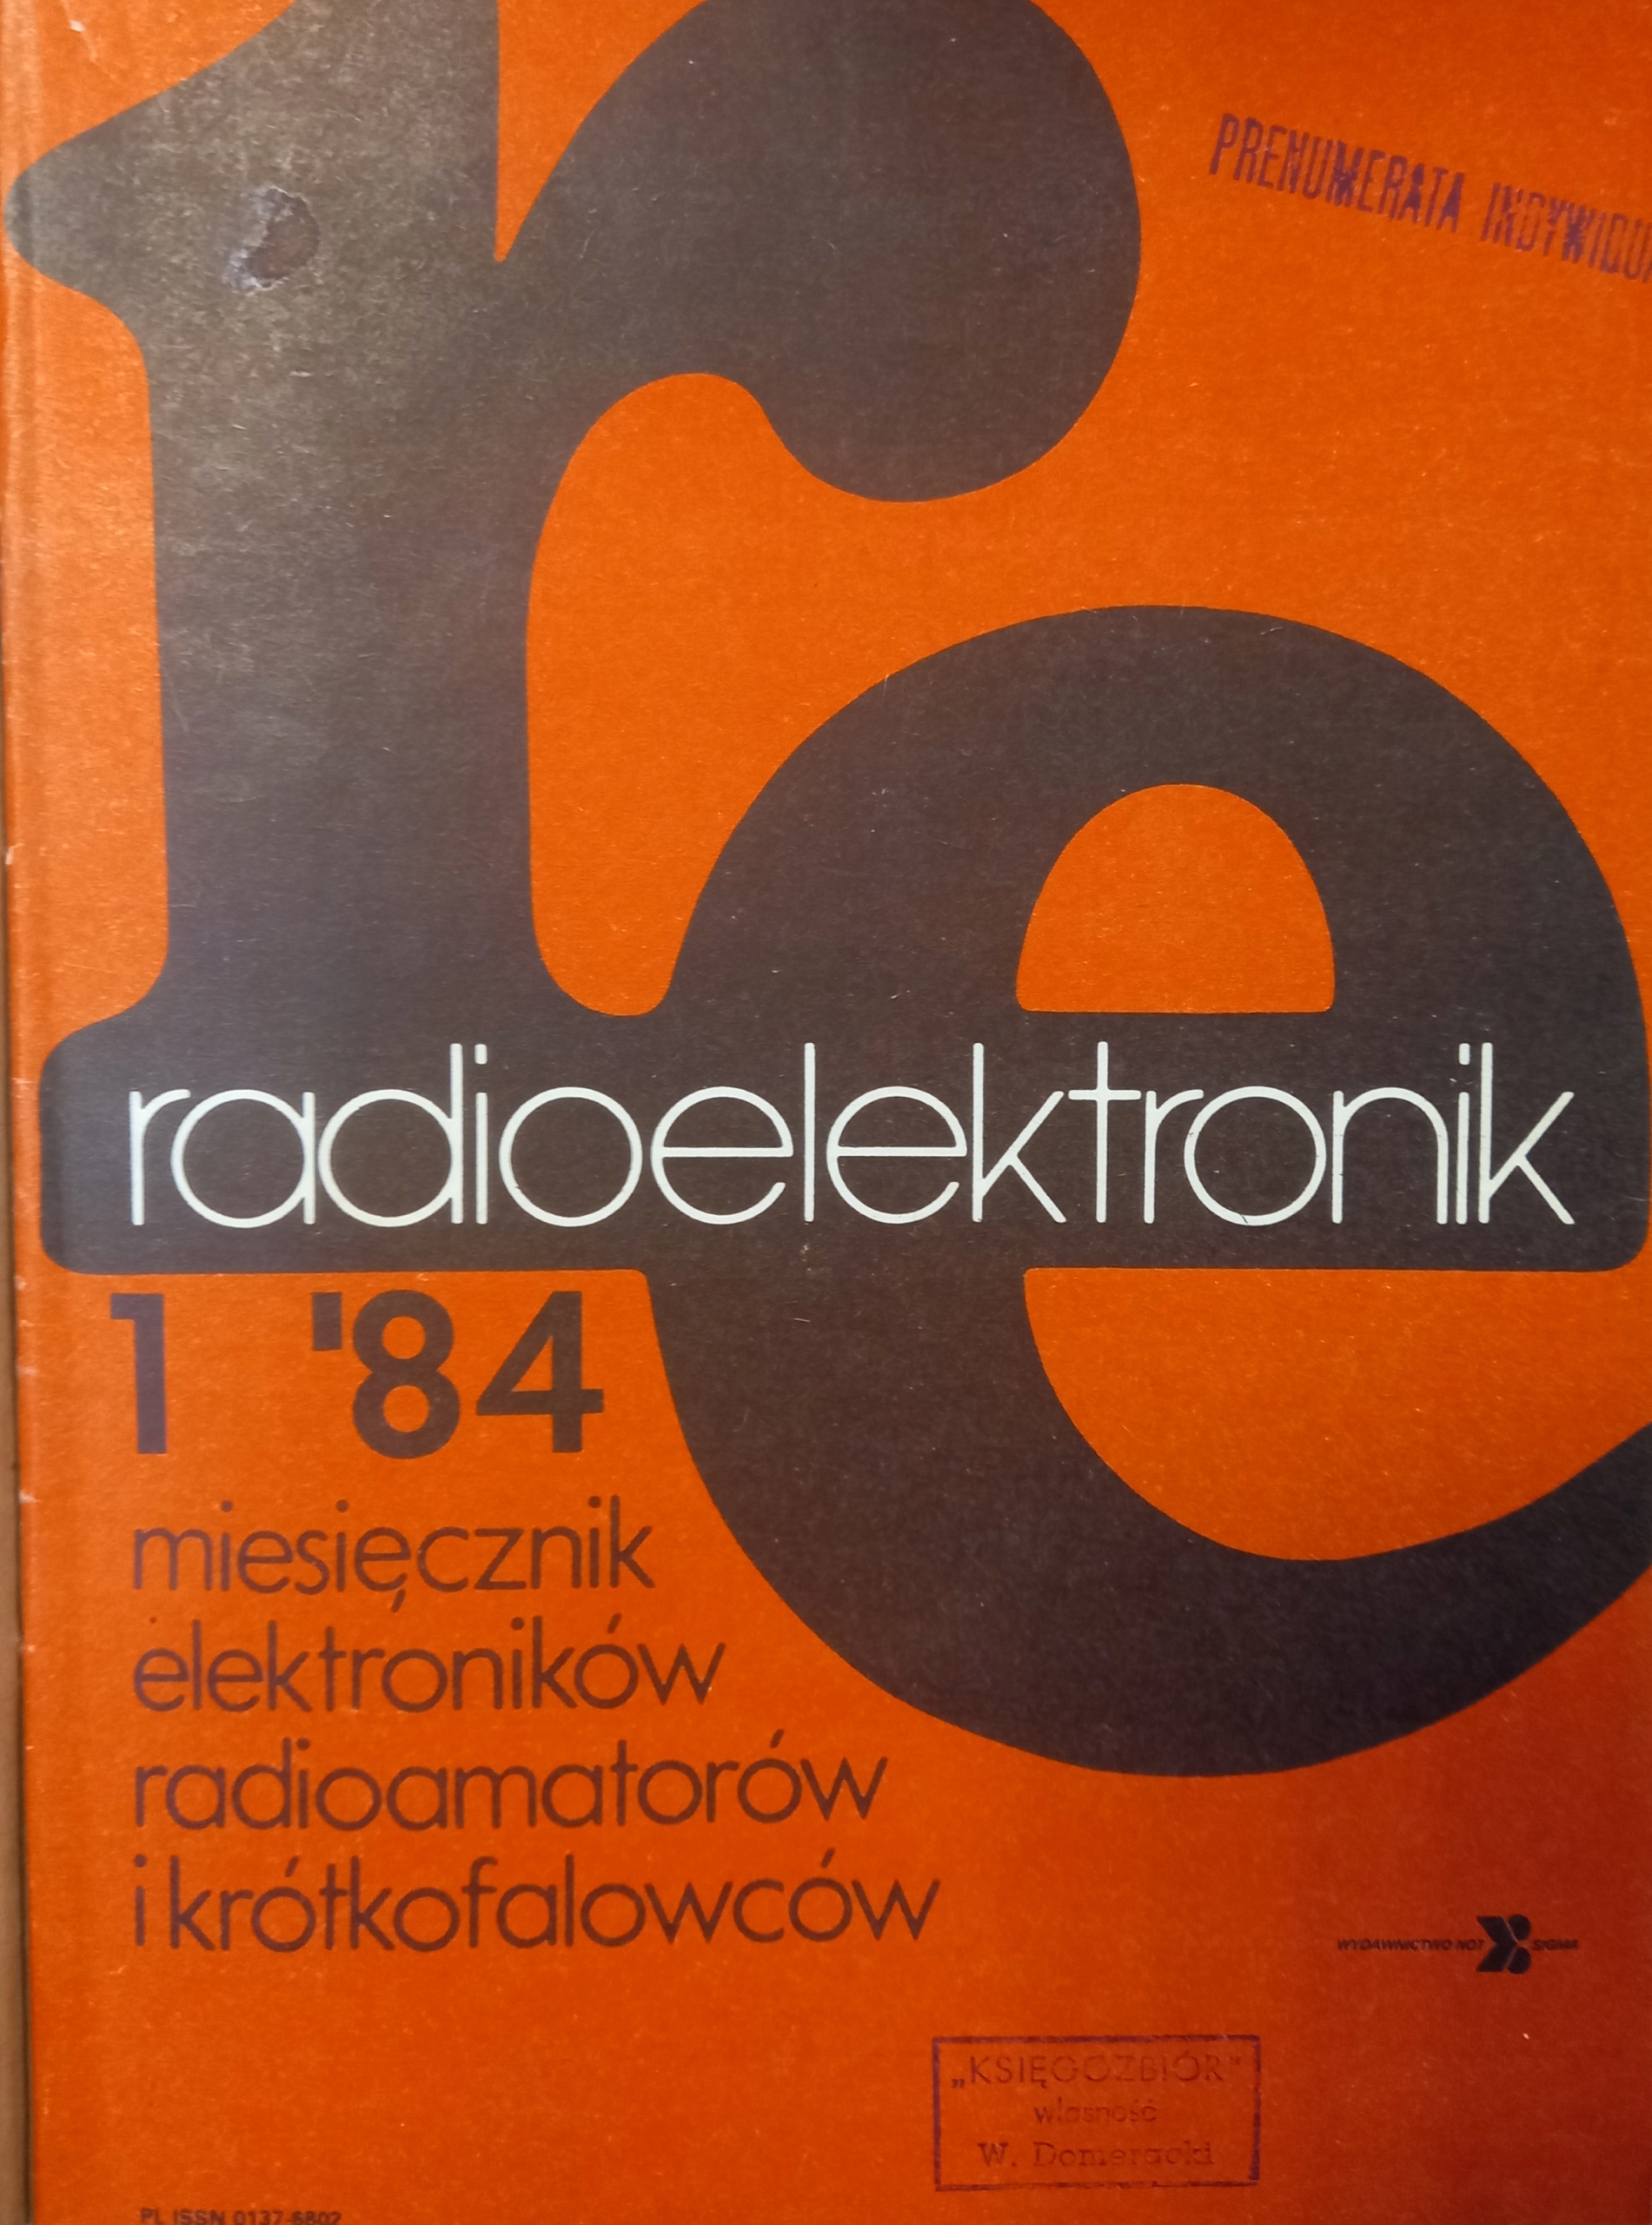 PRENUMERATA INDYWIDU
re
radioelektronik
1 '84
miesięcznik
elektroników
radioamatorów
i krótkofalowców
WYDAWNICTWO NOT SIGMA
„KSIĘGOZBIÓR"
własność
W. Domeracki
PL ISSN 0137-6802